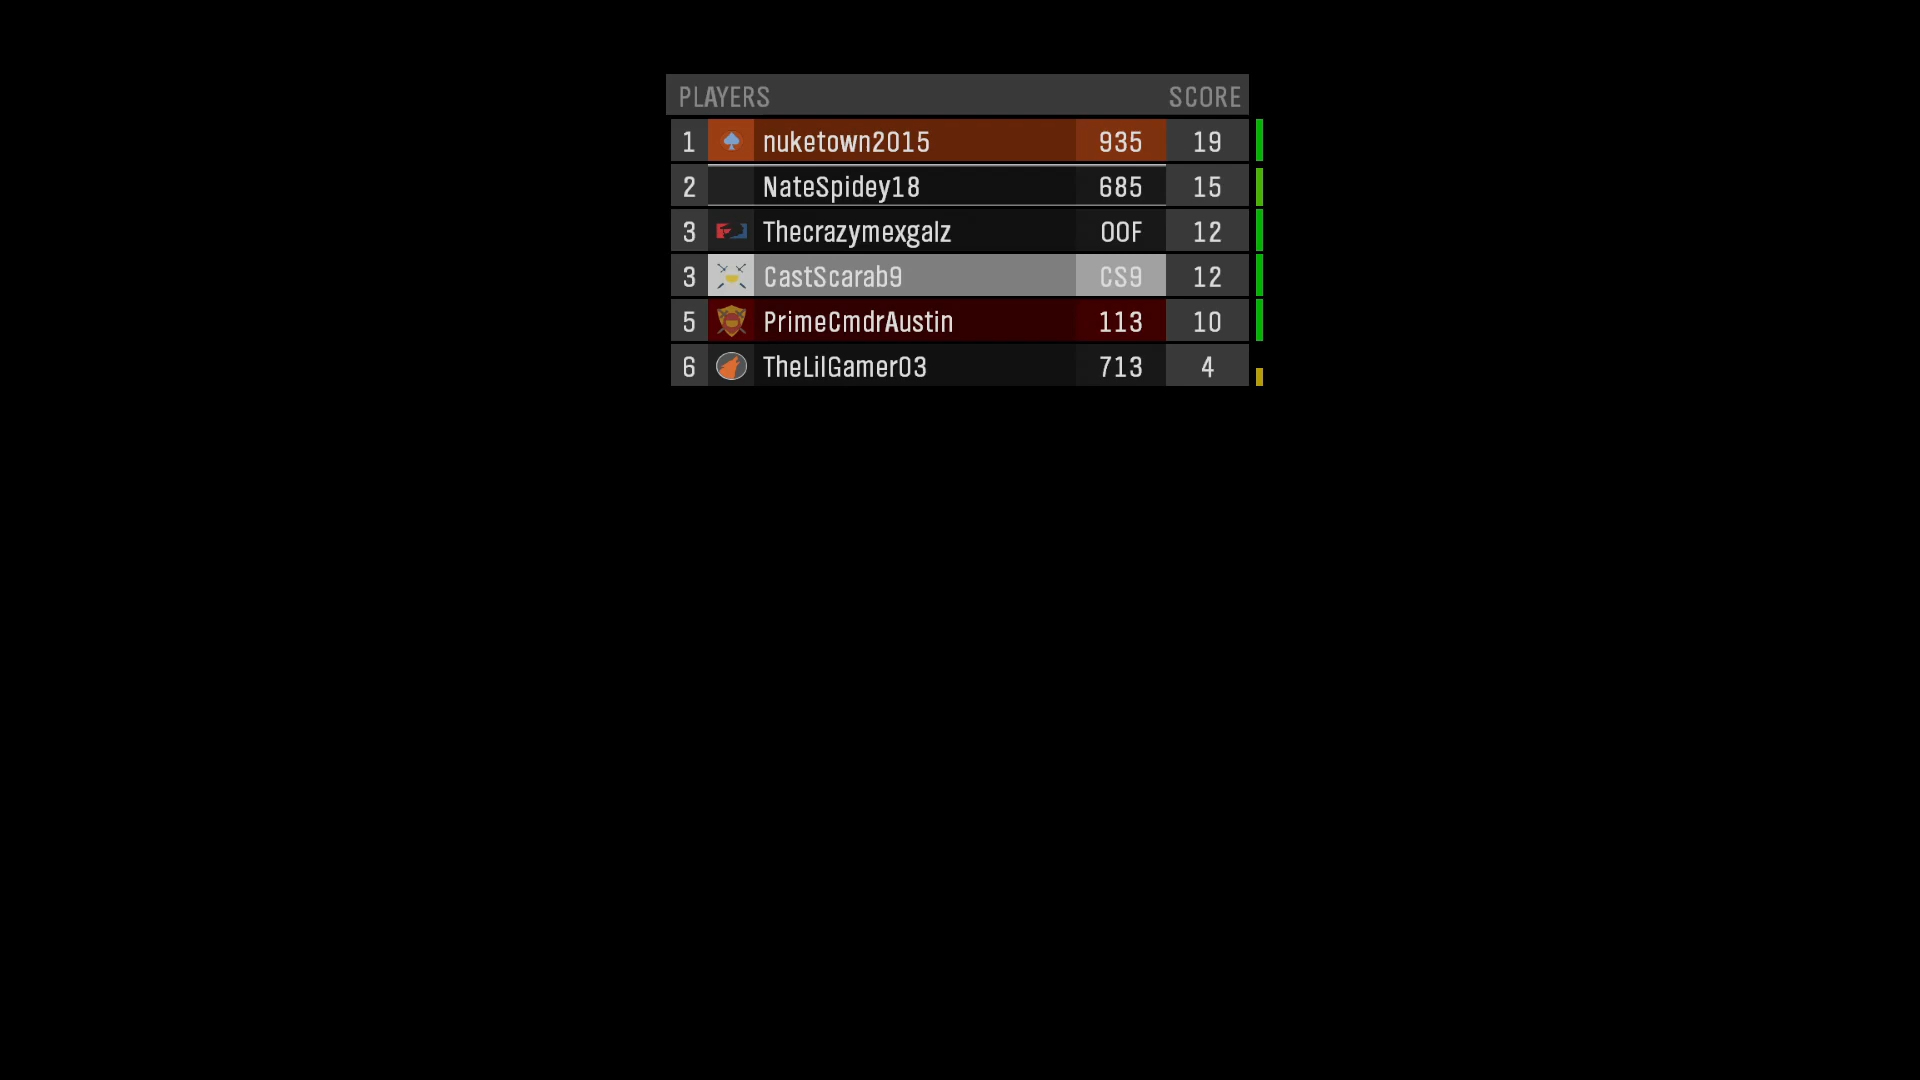 PLAYERS SCORE
1 nuketown2015 935 19
2 NateSpidey18 685 15
3 Thecrazymexgalz OOF 12
3 CastScarab9 CS9 12
5 PrimeCmdrAustin 113 10
6 TheLilGamer03 713 4